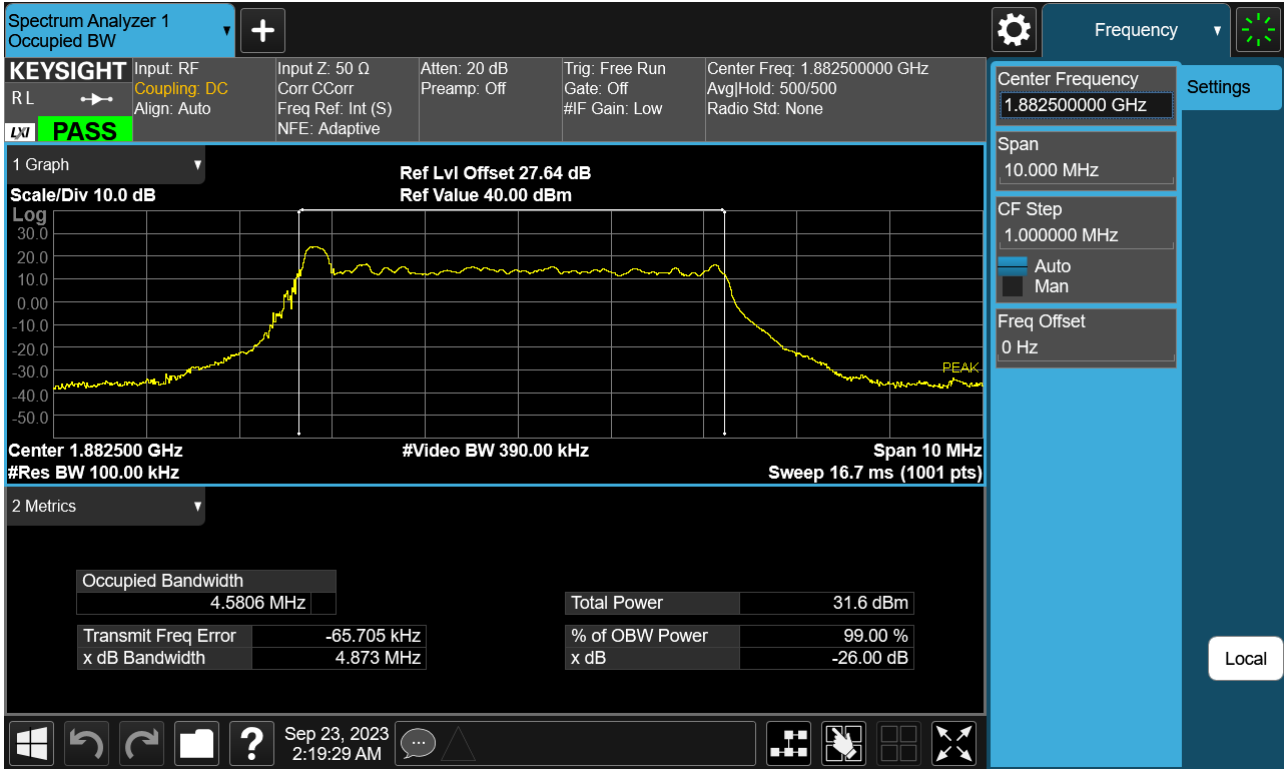 Spectrum Analyzer 1
Occupied BW
Frequency
KEYSIGHT
R L
LXI
PASS
Input: RF
Coupling: DC
Align: Auto
Input Z: 50 Ω
Corr CCorr
Freq Ref: Int (S)
NFE: Adaptive
Atten: 20 dB
Preamp: Off
Trig: Free Run
Gate: Off
#IF Gain: Low
Center Freq: 1.882500000 GHz
Avg|Hold: 500/500
Radio Std: None
Center Frequency
1.882500000 GHz
Settings
Span
10.000 MHz
CF Step
1.000000 MHz
Auto
Man
Freq Offset
0 Hz
Local
1 Graph
Scale/Div 10.0 dB
Ref Lvl Offset 27.64 dB
Ref Value 40.00 dBm
Log
30.0
20.0
10.0
0.00
-10.0
-20.0
-30.0
-40.0
-50.0
PEAK
Center 1.882500 GHz
#Video BW 390.00 kHz
Span 10 MHz
#Res BW 100.00 kHz
Sweep 16.7 ms (1001 pts)
2 Metrics
Occupied Bandwidth
4.5806 MHz
Total Power 31.6 dBm
Transmit Freq Error -65.705 kHz
% of OBW Power 99.00 %
x dB Bandwidth 4.873 MHz
x dB -26.00 dB
?
Sep 23, 2023
2:19:29 AM